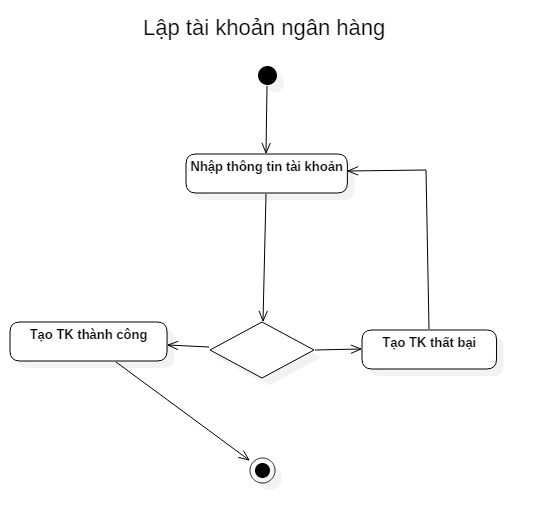 Lập tài khoản ngân hàng
Nhập thông tin tài khoản
Tạo TK thành công
Tạo TK thất bại